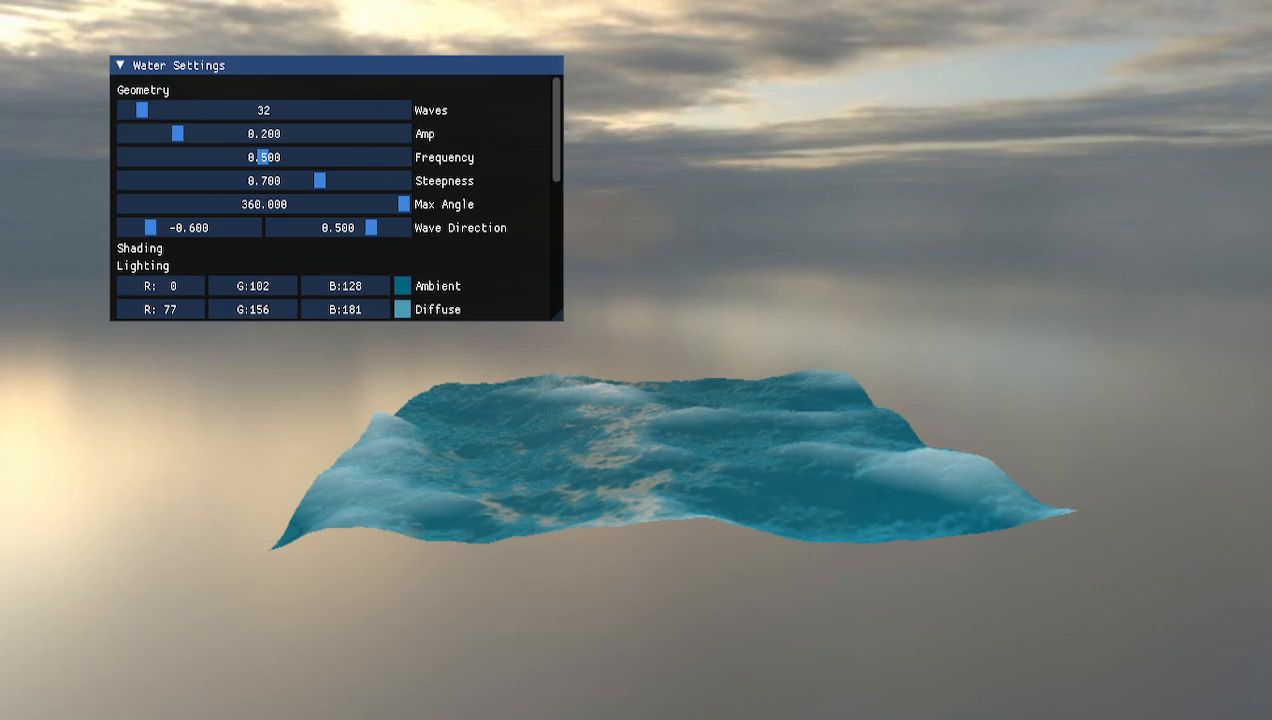 Water Settings
Geometry
32 Waves
0.200 Amp
0.500 Frequency
0.700 Steepness
360.000 Max Angle
-0.600 0.500 Wave Direction
Shading
Lighting
R: 0 G:102 B:128 Ambient
R: 77 G:156 B:181 Diffuse